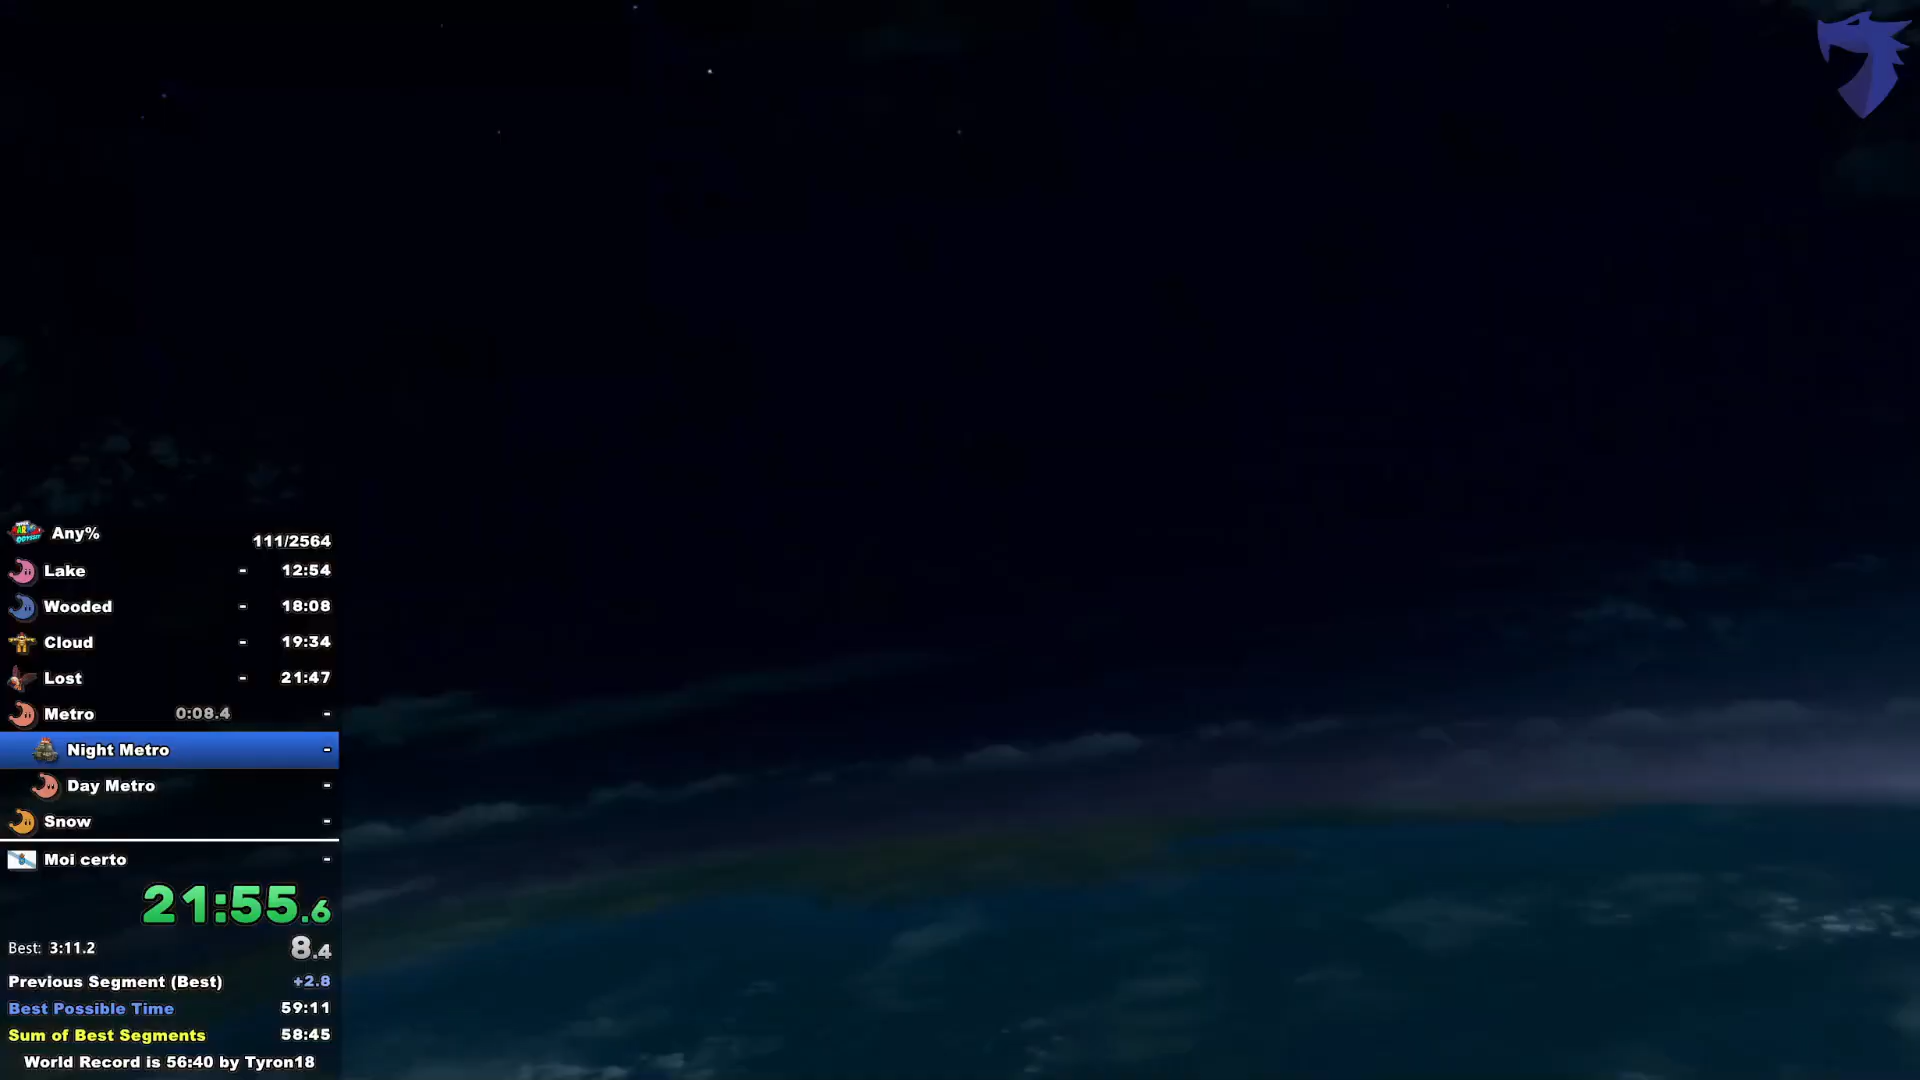 Any%
111/2564
Lake - 12:54
Wooded - 18:08
Cloud - 19:34
Lost - 21:47
Metro 0:08.4 -
Night Metro -
Day Metro -
Snow -
Moi certo -
21:55.6
Best: 3:11.2 8.4
Previous Segment (Best) +2.8
Best Possible Time 59:11
Sum of Best Segments 58:45
World Record is 56:40 by Tyron18